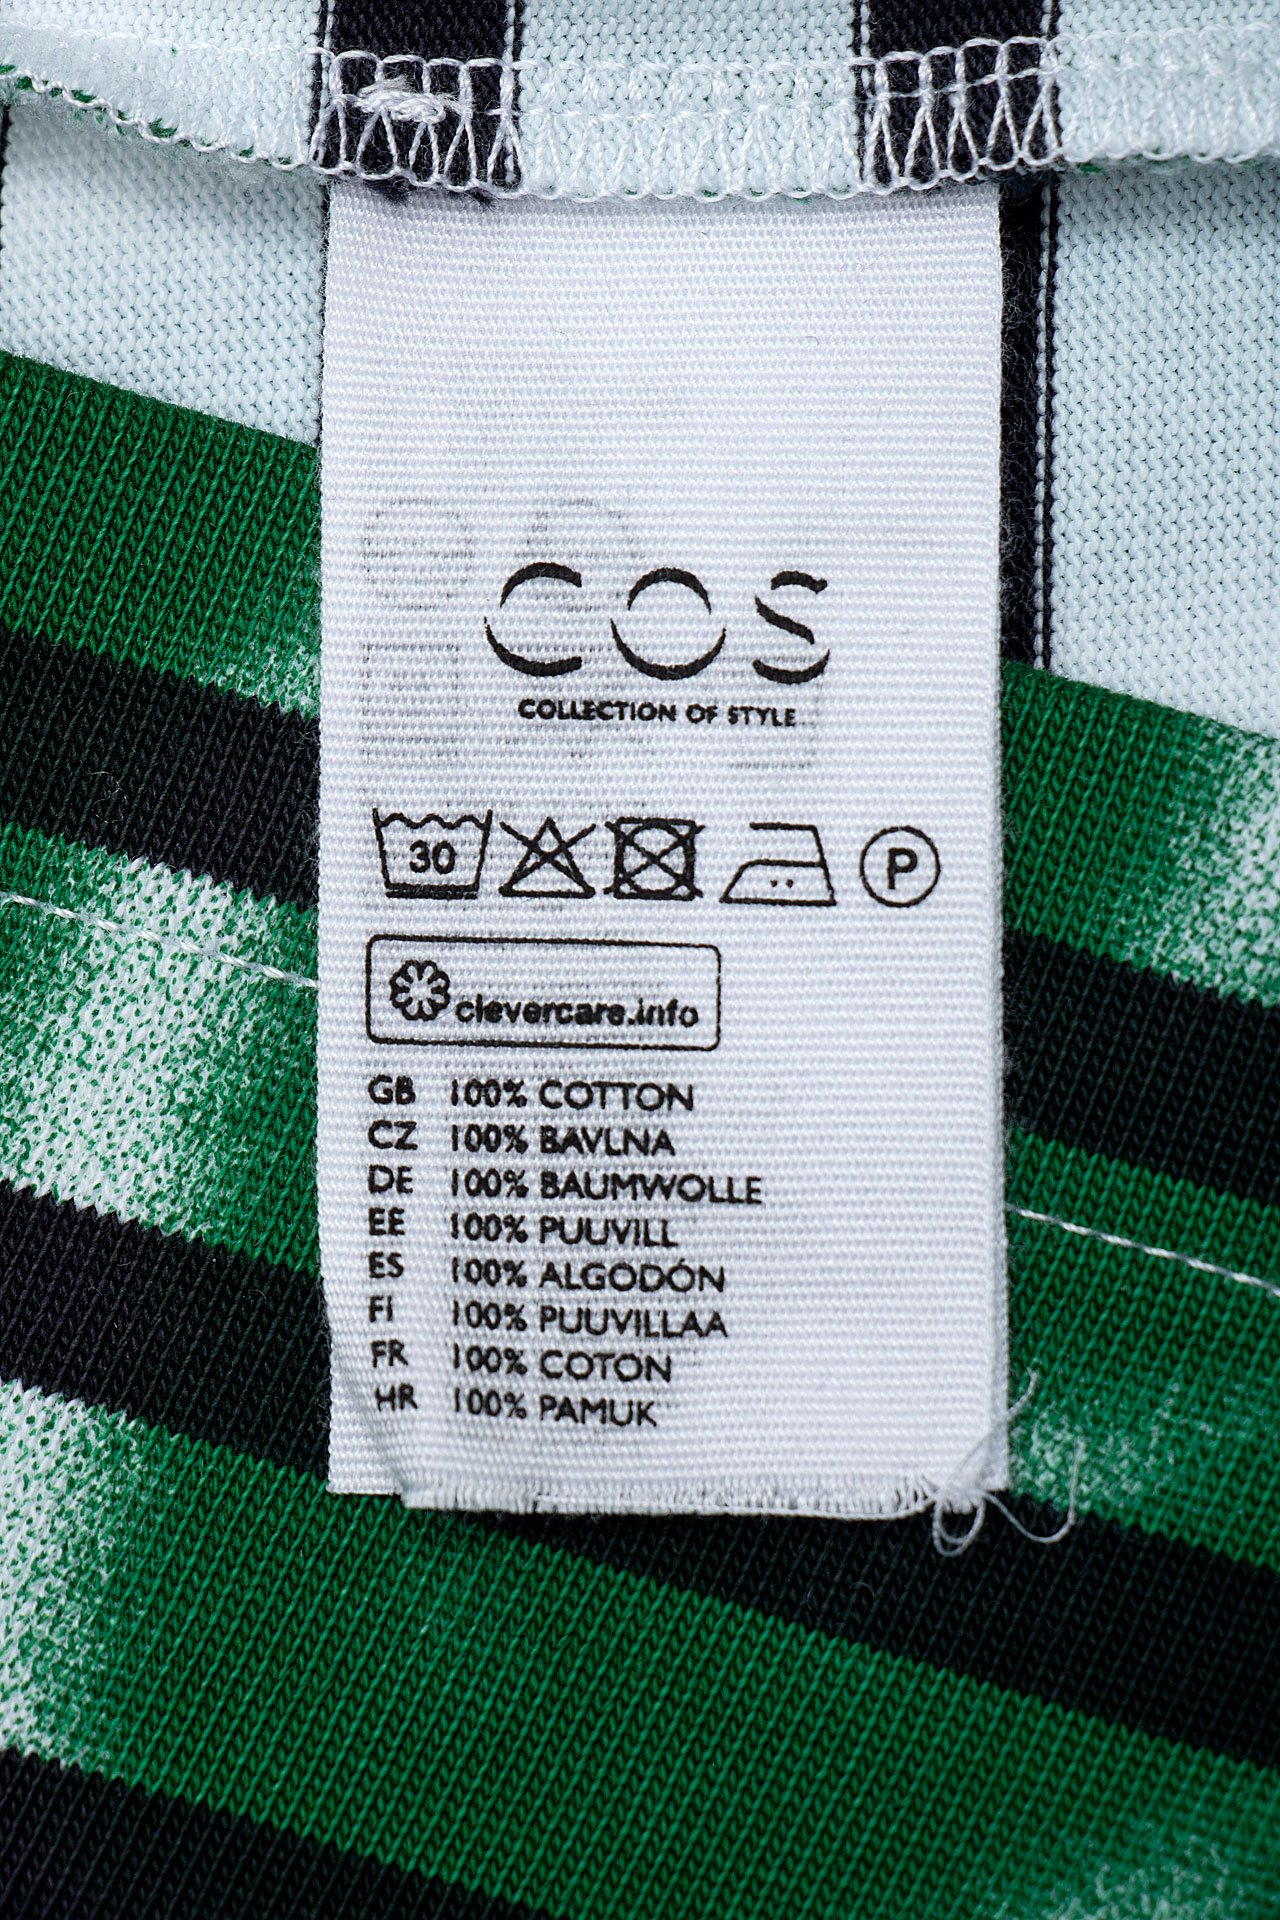 COS
COLLECTION OF STYLE
30 P
clevercare.info
GB 100% COTTON
CZ 100% BAVLNA
DE 100% BAUMWOLLE
EE 100% PUUVILL
ES 100% ALGODÓN
FI 100% PUUVILLAA
FR 100% COTON
HR 100% PAMUK